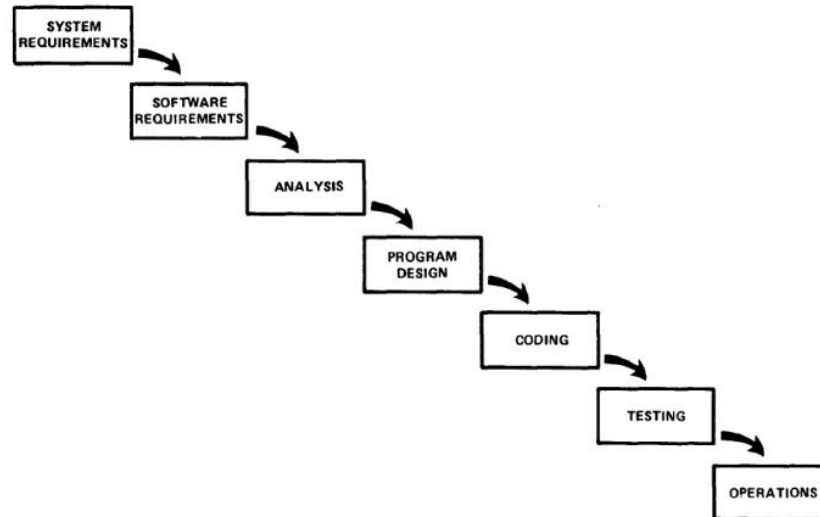 SYSTEM
REQUIREMENTS
SOFTWARE
REQUIREMENTS
ANALYSIS
PROGRAM
DESIGN
CODING
TESTING
OPERATIONS